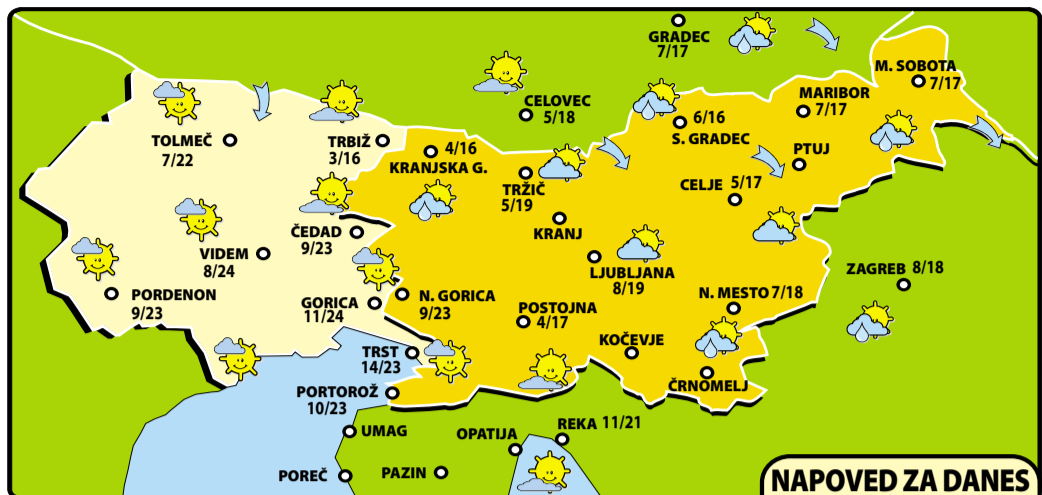 GRADEC
7/17
M. SOBOTA
7/17
MARIBOR
7/17
CELOVEC
5/18
6/16
S. GRADEC
TOLMEČ
7/22
TRBIŽ
3/16
4/16
KRANJSKA G.
PTUJ
TRŽIČ
5/19
CELJE 5/17
KRANJ
ČEDAD
9/23
VIDEM
8/24
LJUBLJANA
8/19
ZAGREB 8/18
PORDENON
9/23
GORICA
11/24
N. GORICA
9/23
N. MESTO 7/18
POSTOJNA
4/17
KOČEVJE
TRST
14/23
ČRNOMELJ
PORTOROŽ
10/23
UMAG
OPATIJA
REKA 11/21
POREČ
PAZIN
NAPOVED ZA DANES